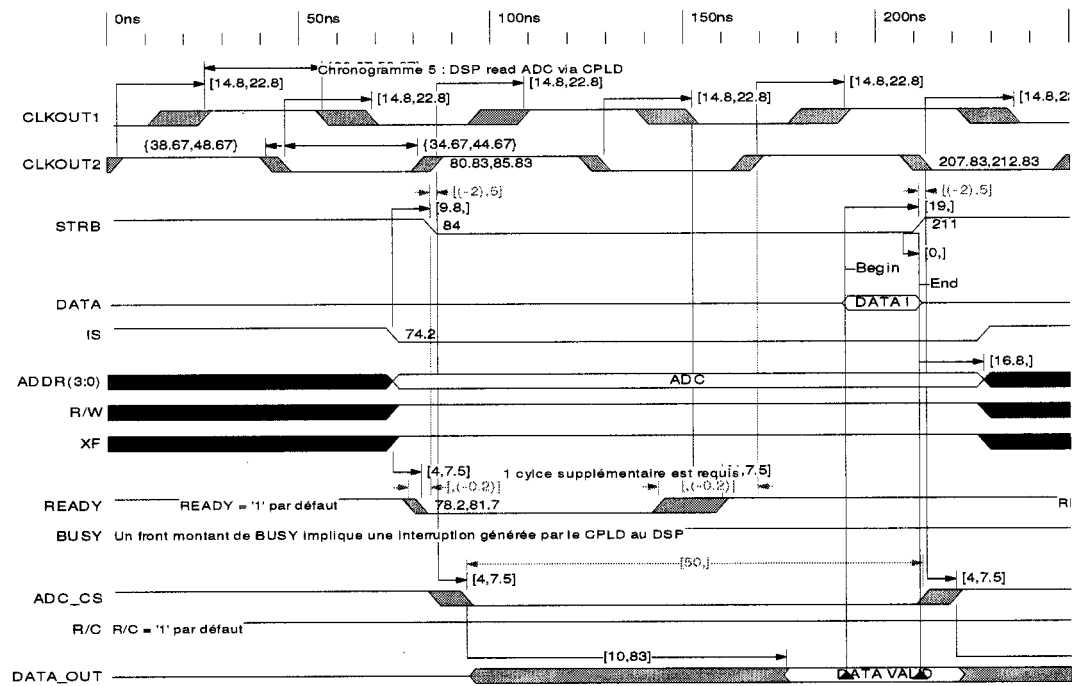 0ns 50ns 100ns 150ns 200ns
Chronogramme 5 : DSP read ADC via CPLD
[14.8,22.8] [14.8,22.8] [14.8,22.8] [14.8,22.8] [14.8,22.8] [14.8,2
CLKOUT1
{38.67,48.67} {34.67,44.67}
CLKOUT2 80.83,85.83 207.83,212.83
[(-2),5] [(-2),5]
[9.8,] [19,]
STRB 84 211
[0,]
Begin
End
DATA DATA I
IS 74.2
[16.8,]
ADDR(3:0) ADC
R/W
XF
[4,7.5] 1 cylce supplémentaire est requis ,7.5]
[,(-0.2)] [,(-0.2)]
READY READY = '1' par défaut 78.2,81.7 RI
BUSY Un front montant de BUSY implique une interruption générée par le CPLD au DSP
[50,]
[4,7.5] [4,7.5]
ADC_CS
R/C R/C = '1' par défaut
[10,83]
DATA_OUT DATA VALID